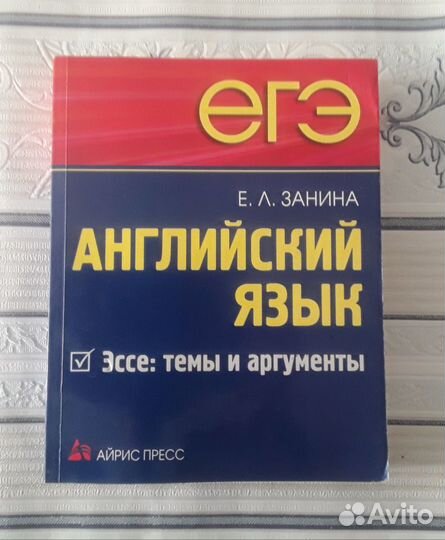 егэ
Е. Л. ЗАНИНА
АНГЛИЙСКИЙ
ЯЗЫК
Эссе: темы и аргументы
АЙРИС ПРЕСС
Avito